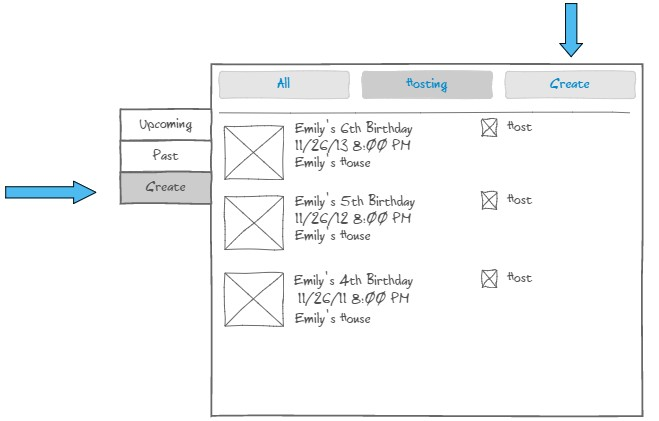 All Hosting Create
Upcoming
Past
Create
Emily's 6th Birthday Host
11/26/13 8:00 PM
Emily's House
Emily's 5th Birthday Host
11/26/12 8:00 PM
Emily's House
Emily's 4th Birthday Host
11/26/11 8:00 PM
Emily's House